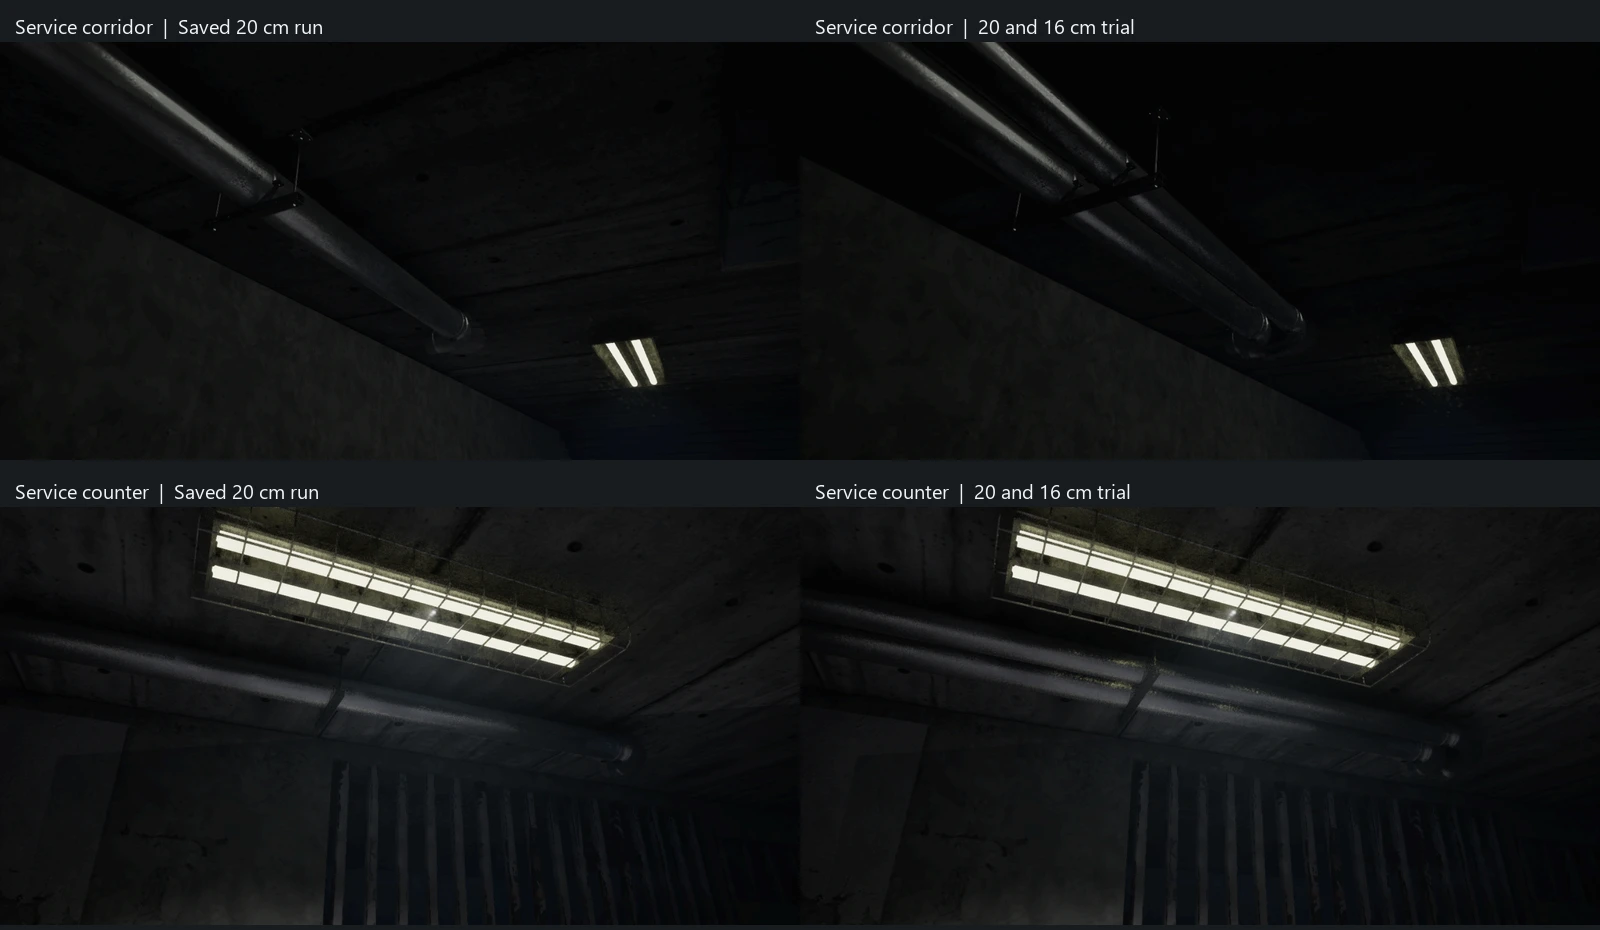 Service corridor | Saved 20 cm run
Service corridor | 20 and 16 cm trial
Service counter | Saved 20 cm run
Service counter | 20 and 16 cm trial